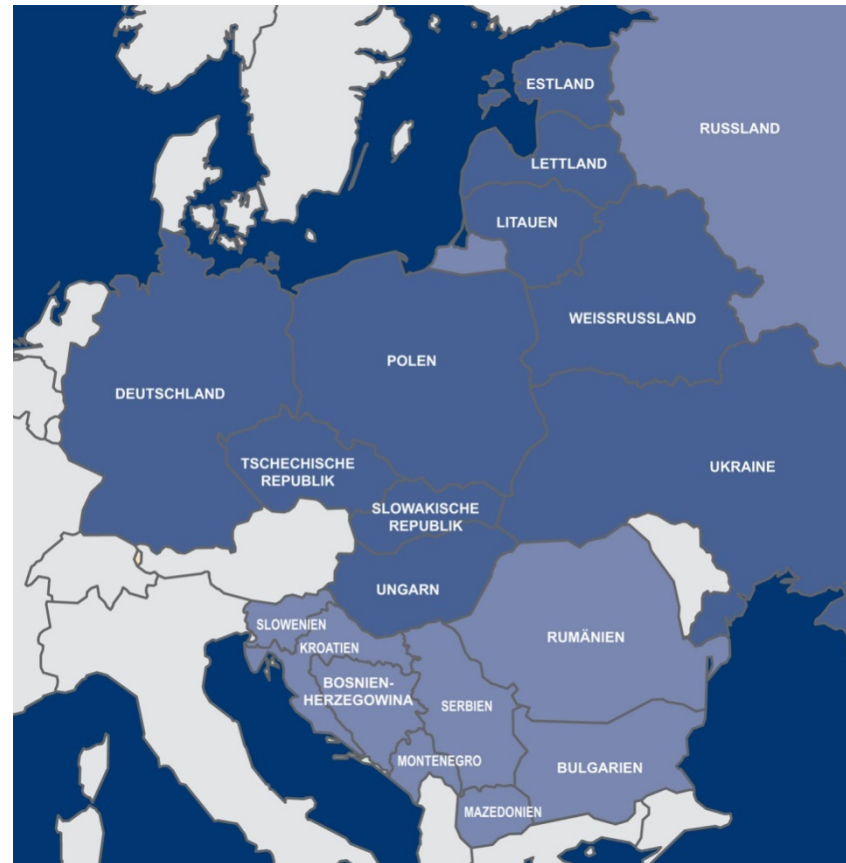 ESTLAND
RUSSLAND
LETTLAND
LITAUEN
WEISSRUSSLAND
POLEN
DEUTSCHLAND
TSCHECHISCHE
REPUBLIK
UKRAINE
SLOWAKISCHE
REPUBLIK
UNGARN
SLOWENIEN
RUMÄNIEN
KROATIEN
BOSNIEN-
HERZEGOWINA
SERBIEN
MONTENEGRO
BULGARIEN
MAZEDONIEN